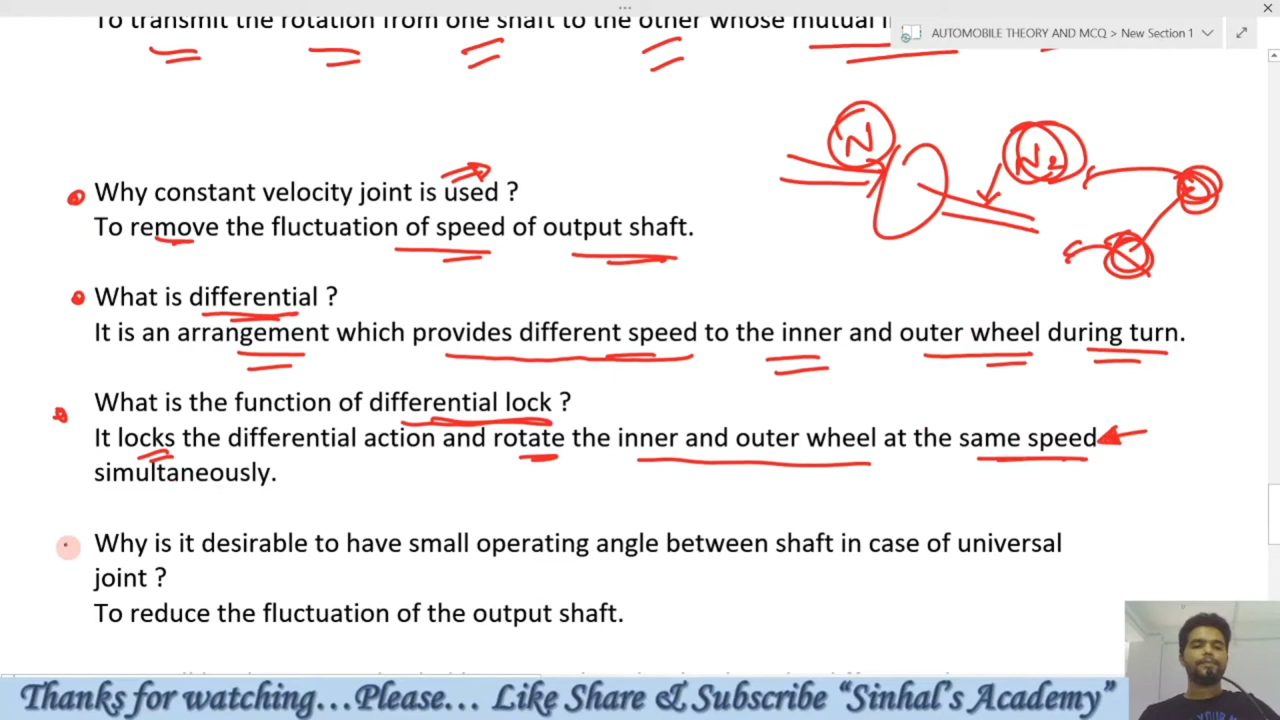 To transmit the rotation from one shaft to the other whose mutual
AUTOMOBILE THEORY AND MCQ > New Section 1
N
N2
Why constant velocity joint is used ?
To remove the fluctuation of speed of output shaft.
What is differential ?
It is an arrangement which provides different speed to the inner and outer wheel during turn.
What is the function of differential lock ?
It locks the differential action and rotate the inner and outer wheel at the same speed
simultaneously.
Why is it desirable to have small operating angle between shaft in case of universal
joint ?
To reduce the fluctuation of the output shaft.
Thanks for watching...Please... Like Share & Subscribe “Sinhal’s Academy”